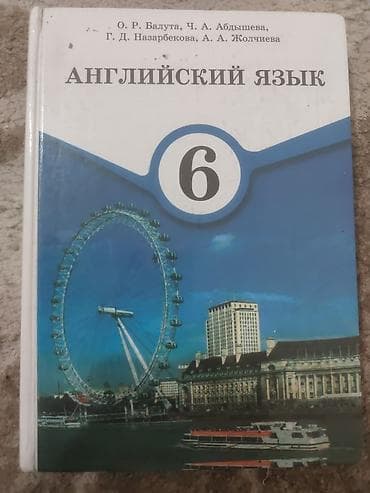 О. Р. Балута, Ч. А. Абдышева,
Г. Д. Назарбекова, А. А. Жолчиева
АНГЛИЙСКИЙ ЯЗЫК
6